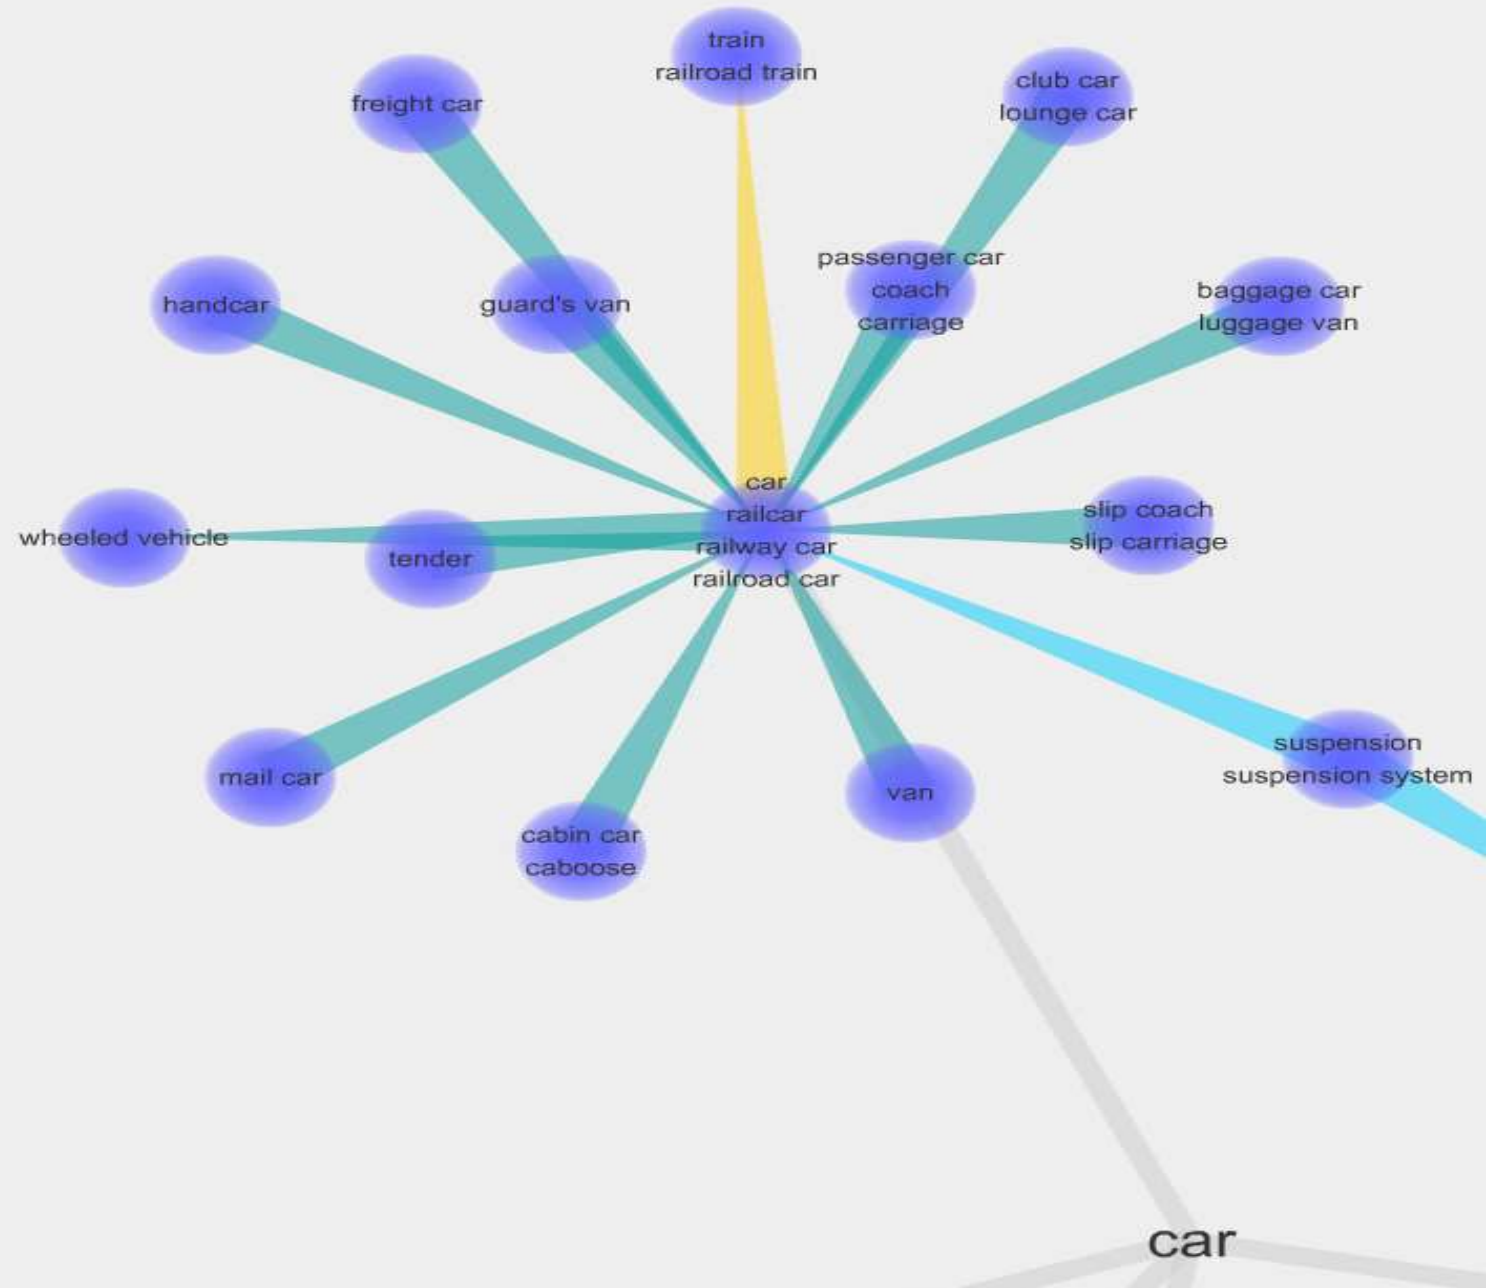 train
railroad train
club car
lounge car
freight car
passenger car
coach
carriage
handcar
guard's van
baggage car
luggage van
car
railcar
railway car
railroad car
slip coach
slip carriage
wheeled vehicle
tender
suspension
suspension system
mail car
van
cabin car
caboose
car